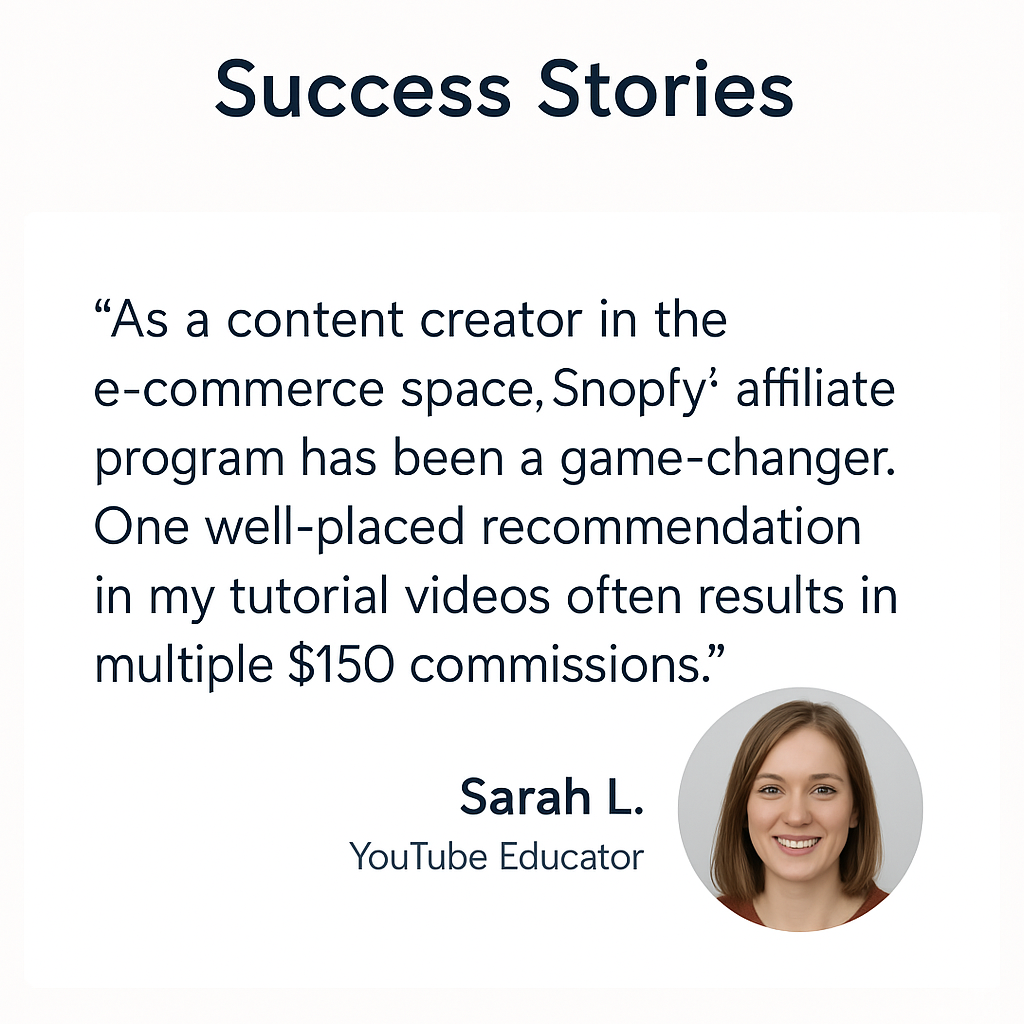 Success Stories
“As a content creator in the
e-commerce space, Snopfy’ affiliate
program has been a game-changer.
One well-placed recommendation
in my tutorial videos often results in
multiple $150 commissions.”
Sarah L.
YouTube Educator